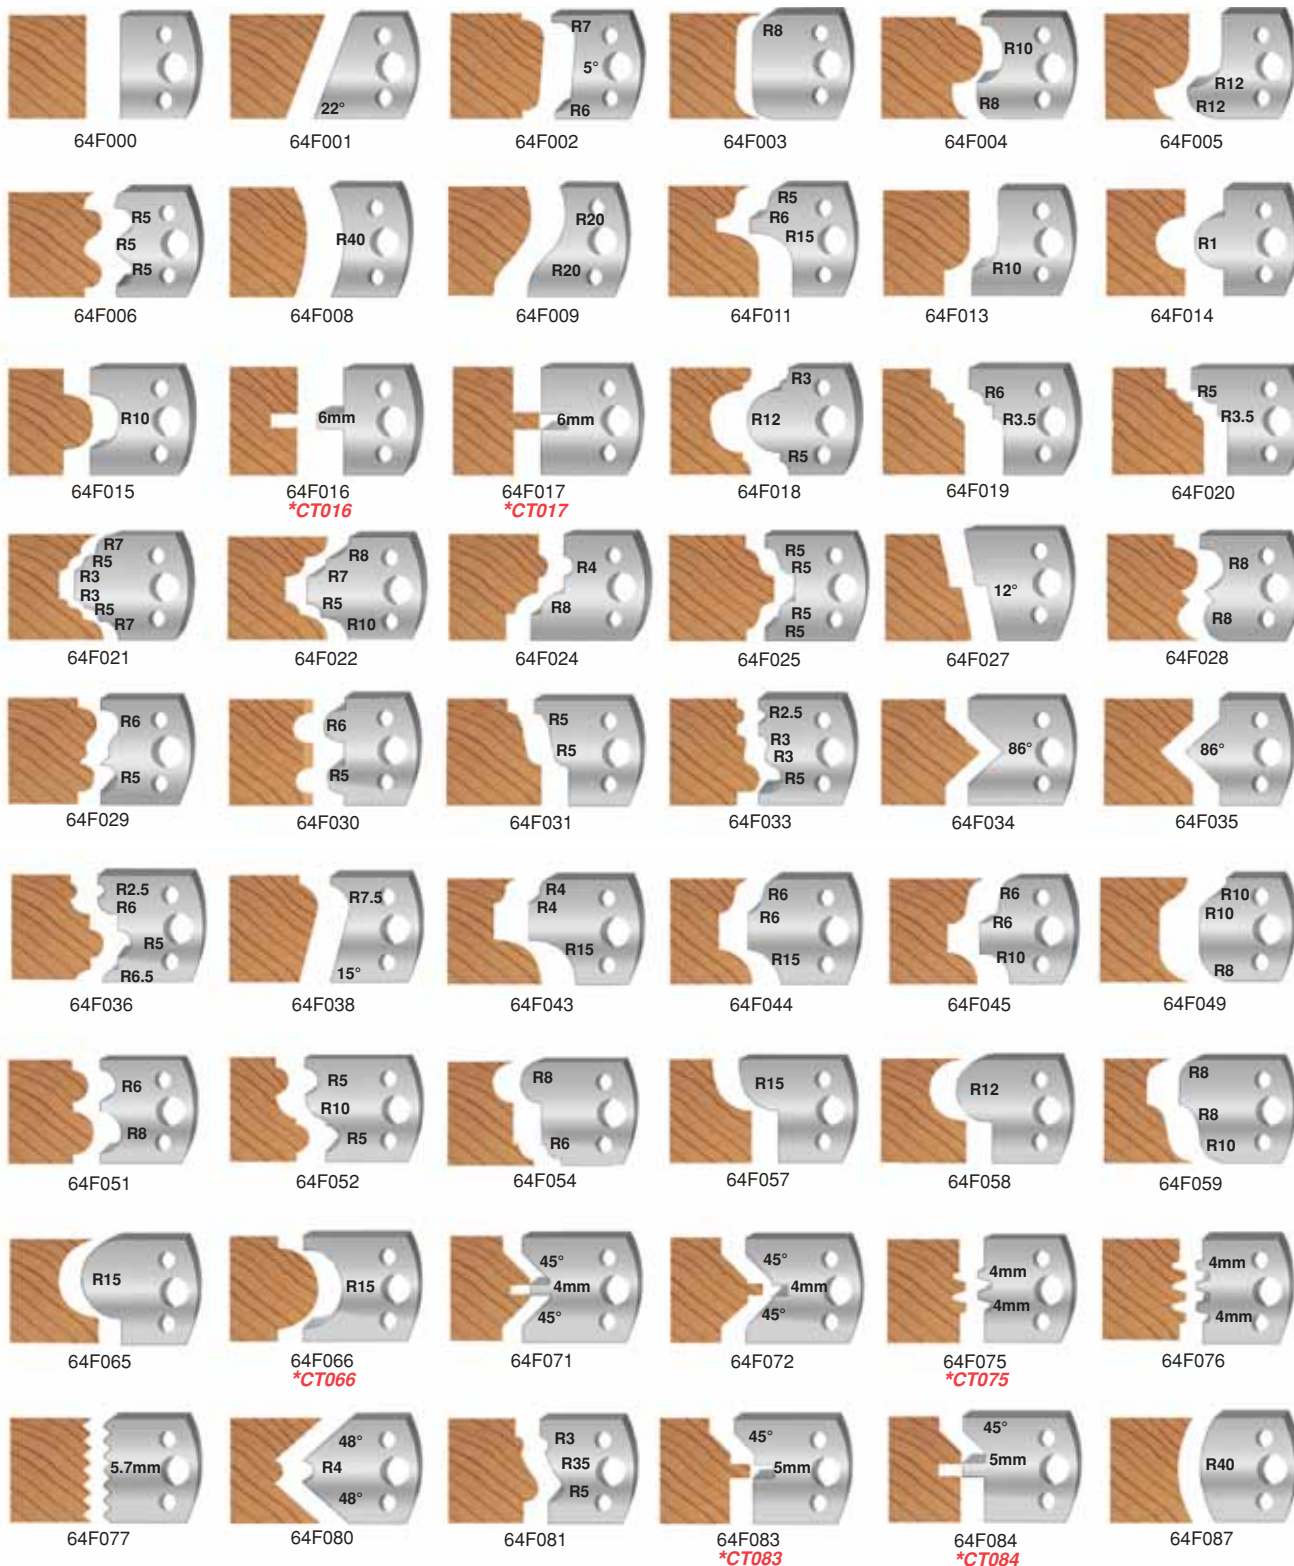 64F000
22°
64F001
R7
5°
R6
64F002
R8
64F003
R10
R8
64F004
R12
R12
64F005
R5
R5
R5
64F006
R40
64F008
R20
R20
64F009
R5
R6
R15
64F011
R10
64F013
R1
64F014
R10
64F015
6mm
64F016
*CT016
6mm
64F017
*CT017
R3
R12
R5
64F018
R6
R3.5
64F019
R5
R3.5
64F020
R7
R5
R3
R3
R5
R7
64F021
R8
R7
R5
R10
64F022
R4
R8
64F024
R5
R5
R5
R5
64F025
12°
64F027
R8
R8
64F028
R6
R5
64F029
R6
R5
64F030
R5
R5
64F031
R2.5
R3
R3
R5
64F033
86°
64F034
86°
64F035
R2.5
R6
R5
R6.5
64F036
R7.5
15°
64F038
R4
R4
R15
64F043
R6
R6
R15
64F044
R6
R6
R10
64F045
R10
R10
R8
64F049
R6
R8
64F051
R5
R10
R5
64F052
R8
R6
64F054
R15
64F057
R12
64F058
R8
R8
R10
64F059
R15
64F065
R15
64F066
*CT066
45°
4mm
45°
64F071
45°
4mm
45°
64F072
4mm
4mm
64F075
*CT075
4mm
4mm
64F076
5.7mm
64F077
48°
R4
48°
64F080
R3
R35
R5
64F081
45°
5mm
64F083
*CT083
45°
5mm
64F084
*CT084
R40
64F087